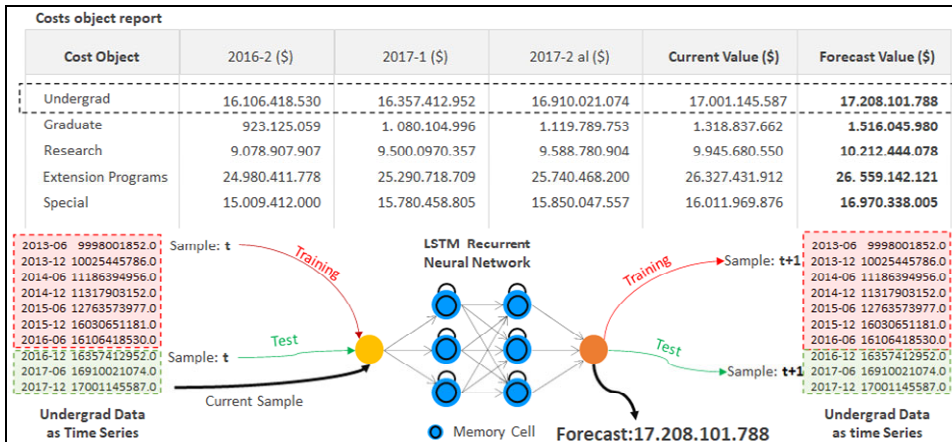 Costs object report
Cost Object 2016-2 ($) 2017-1 ($) 2017-2 al ($) Current Value ($) Forecast Value ($)
Undergrad 16.106.418.530 16.357.412.952 16.910.021.074 17.001.145.587 17.208.101.788
Graduate 923.125.059 1. 080.104.996 1.119.789.753 1.318.837.662 1.516.045.980
Research 9.078.907.907 9.500.0970.357 9.588.780.904 9.945.680.550 10.212.444.078
Extension Programs 24.980.411.778 25.290.718.709 25.740.468.200 26.327.431.912 26. 559.142.121
Special 15.009.412.000 15.780.458.805 15.850.047.557 16.011.969.876 16.970.338.005
2013-06 9998001852.0
2013-12 10025445786.0
2014-06 11186394956.0
2014-12 11317903152.0
2015-06 12763573977.0
2015-12 16030651181.0
2016-06 16106418530.0
2016-12 16357412952.0
2017-06 16910021074.0
2017-12 17001145587.0
Undergrad Data
as Time Series
Sample: t
Training
Sample: t
Test
Current Sample
LSTM Recurrent
Neural Network
Memory Cell
Training
Sample: t+1
Test
Sample: t+1
Forecast:17.208.101.788
2013-06 9998001852.0
2013-12 10025445786.0
2014-06 11186394956.0
2014-12 11317903152.0
2015-06 12763573977.0
2015-12 16030651181.0
2016-06 16106418530.0
2016-12 16357412952.0
2017-06 16910021074.0
2017-12 17001145587.0
Undergrad Data
as time Series